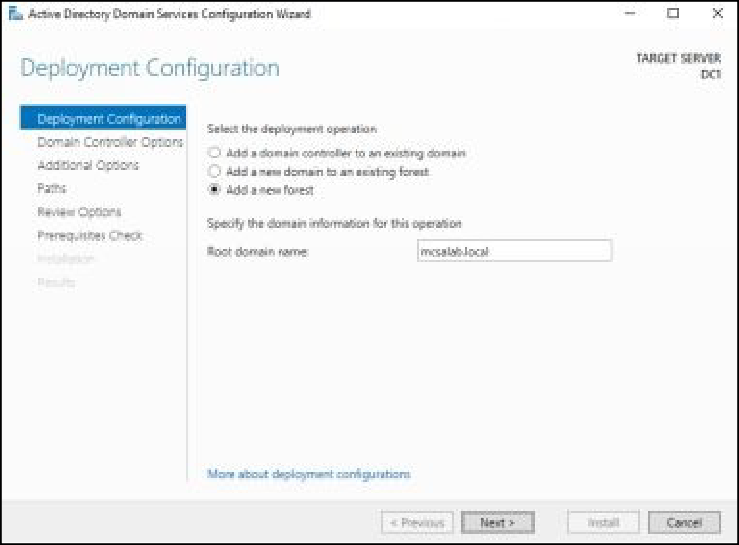 Active Directory Domain Services Configuration Wizard
Deployment Configuration
TARGET SERVER
DC1
Deployment Configuration
Domain Controller Options
Additional Options
Paths
Review Options
Prerequisites Check
Installation
Results
Select the deployment operation
Add a domain controller to an existing domain
Add a new domain to an existing forest
Add a new forest
Specify the domain information for this operation
Root domain name:
mcsalab.local
More about deployment configurations
< Previous
Next >
Install
Cancel